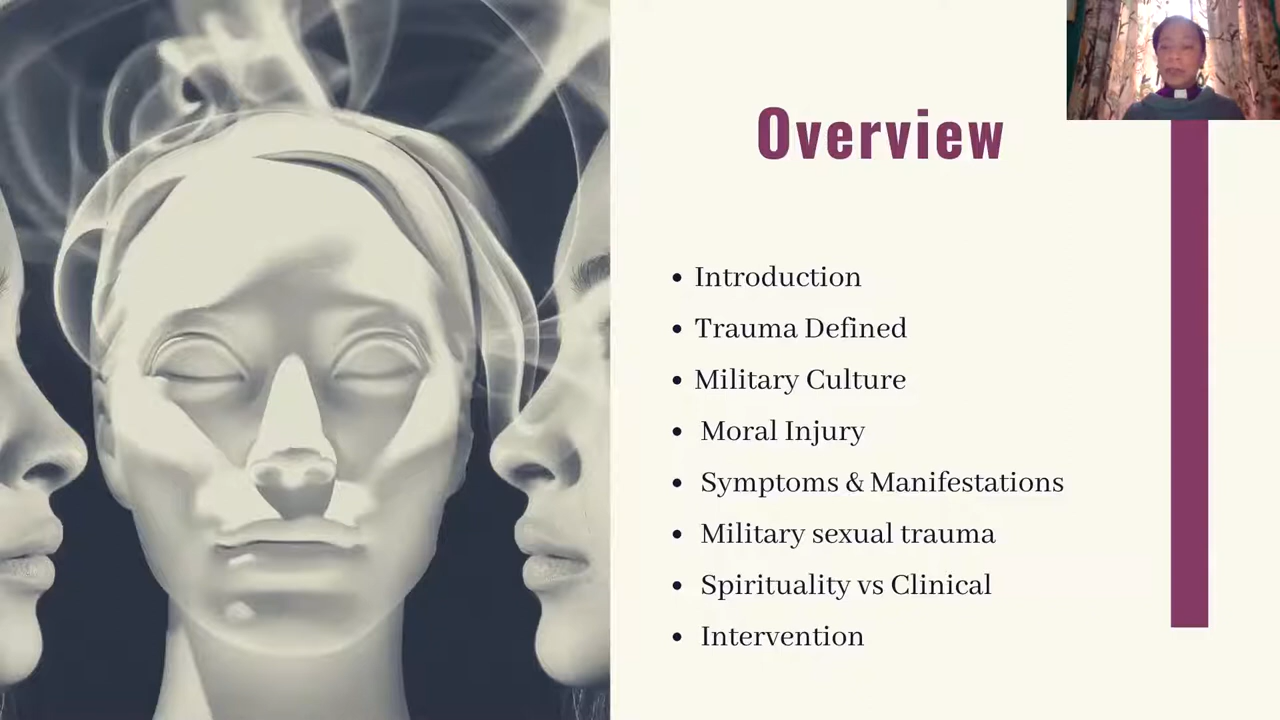 Overview
• Introduction
• Trauma Defined
• Military Culture
• Moral Injury
• Symptoms & Manifestations
• Military sexual trauma
• Spirituality vs Clinical
• Intervention